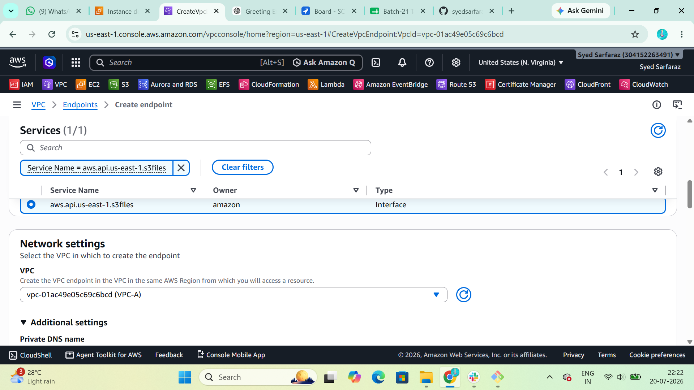 (9) Whats
Instance d
CreateVpc
Greeting E
Board - SC
Batch-21
syedsarfa
Ask Gemini
us-east-1.console.aws.amazon.com/vpcconsole/home?region=us-east-1#CreateVpcEndpoint:VpcId=vpc-01ac49e05c69c6bcd
aws
Search
[Alt+S]
Ask Amazon Q
United States (N. Virginia)
Syed Sarfaraz (304152263491)
Syed Sarfaraz
IAM VPC EC2 S3 Aurora and RDS EFS CloudFormation Lambda Amazon EventBridge Route 53 Certificate Manager CloudFront CloudWatch
VPC > Endpoints > Create endpoint
Services (1/1)
Search
Service Name = aws.api.us-east-1.s3files
Clear filters
1
Service Name Owner Type
aws.api.us-east-1.s3files amazon Interface
Network settings
Select the VPC in which to create the endpoint
VPC
Create the VPC endpoint in the VPC in the same AWS Region from which you will access a resource.
vpc-01ac49e05c69c6bcd (VPC-A)
Additional settings
Private DNS name
CloudShell Agent Toolkit for AWS Feedback Console Mobile App © 2026, Amazon Web Services, Inc. or its affiliates. Privacy Terms Cookie preferences
3
28°C
Light rain
Search
ENG
IN
22:22
20-07-2026